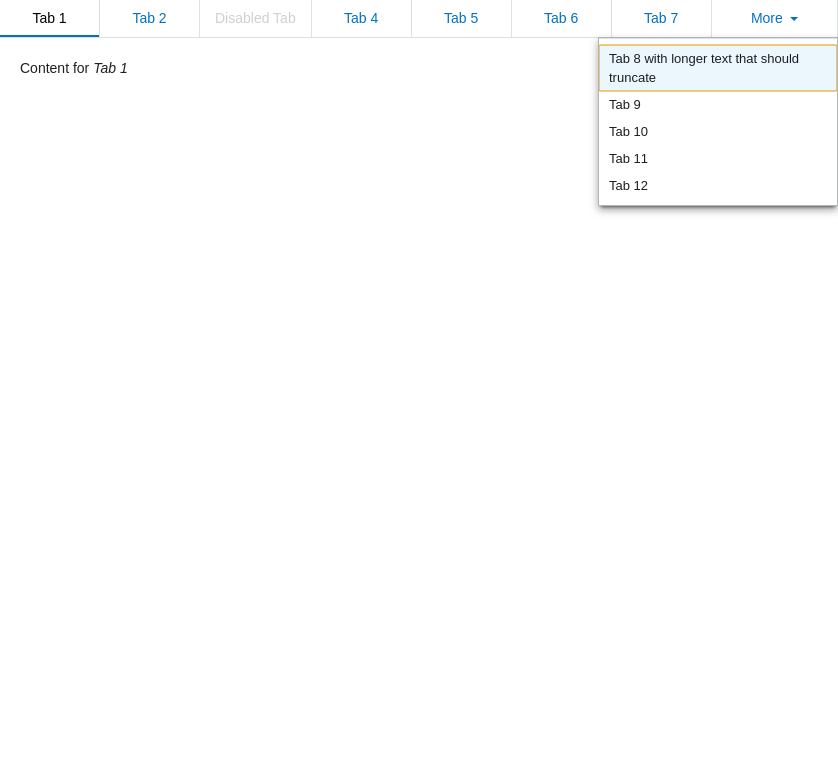 Tab 1
Tab 2
Disabled Tab
Tab 4
Tab 5
Tab 6
Tab 7
More
Content for Tab 1
Tab 8 with longer text that should
truncate
Tab 9
Tab 10
Tab 11
Tab 12